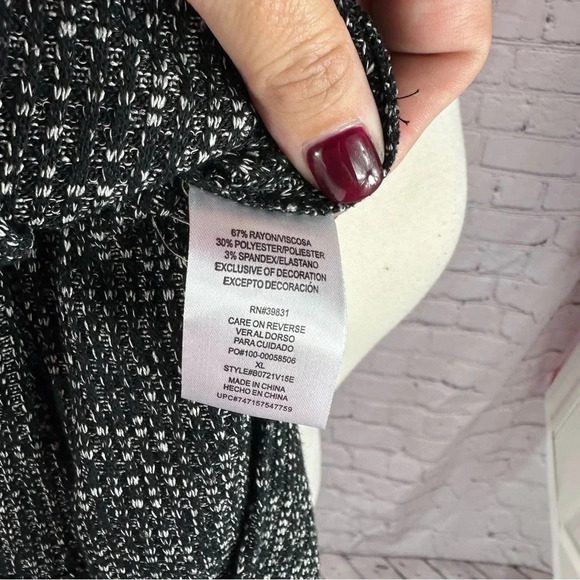 67% RAYON/VISCOSA
30% POLYESTER/POLIESTER
3% SPANDEX/ELASTANO
EXCLUSIVE OF DECORATION
EXCEPTO DECORACIÓN
RN#39831
CARE ON REVERSE
VER AL DORSO
PARA CUIDADO
PO#100-00058506
XL
STYLE#B0721V15E
MADE IN CHINA
HECHO EN CHINA
UPC#747157547759